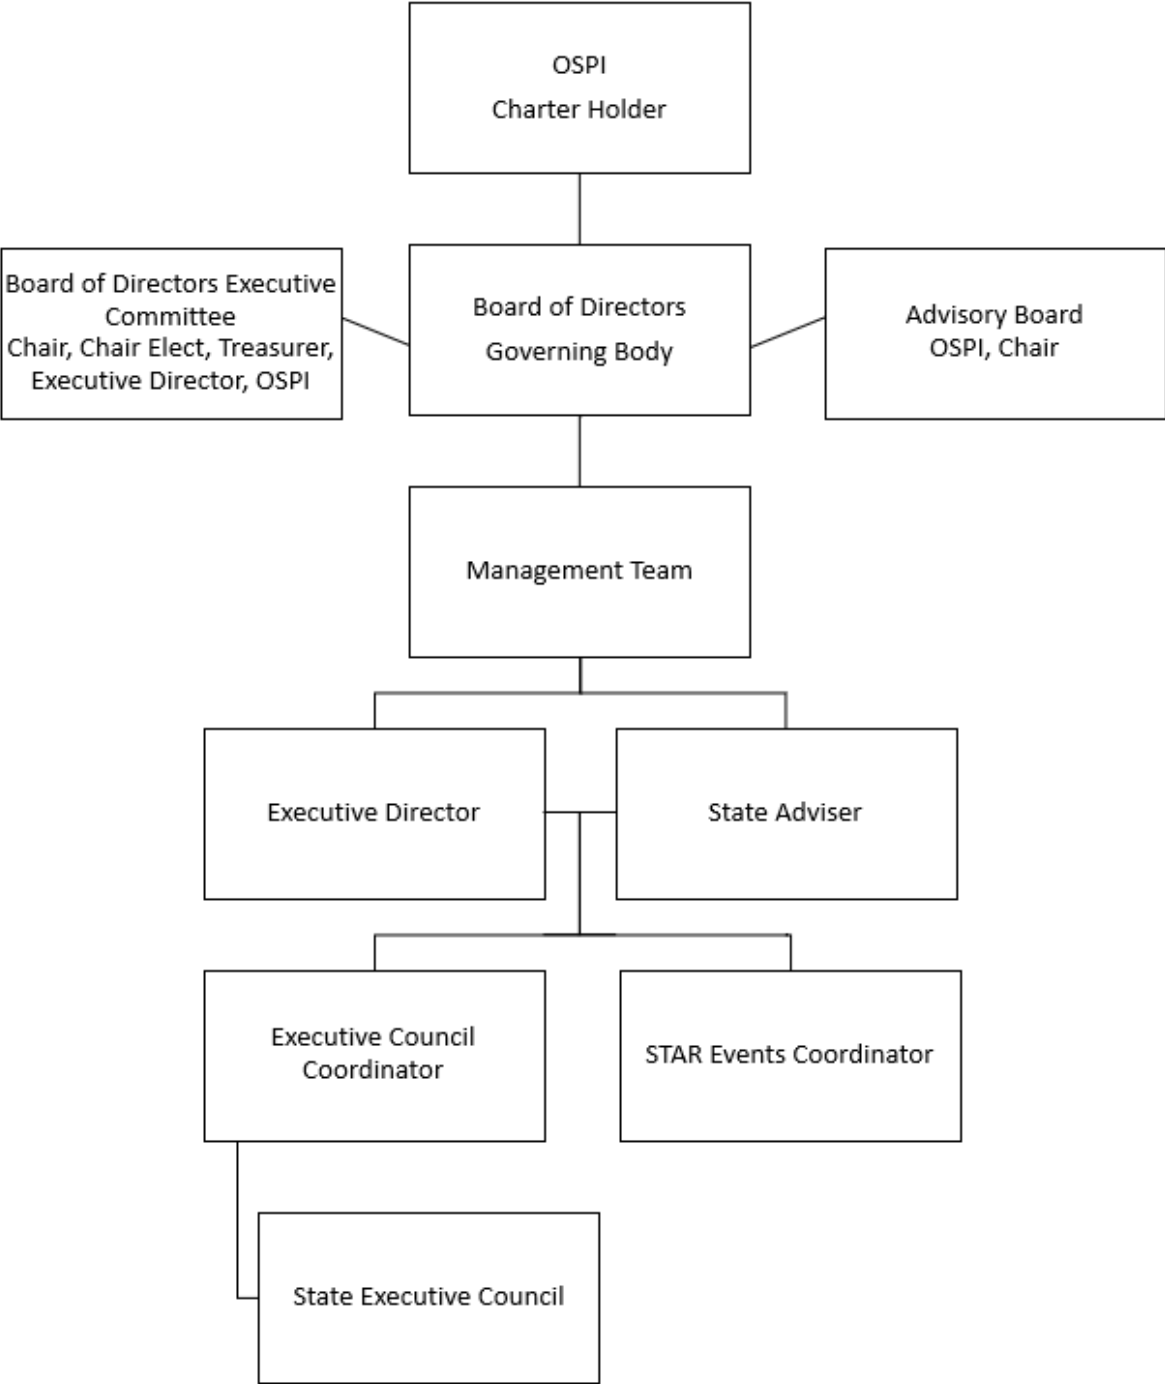 OSPI
Charter Holder
Board of Directors Executive
Committee
Chair, Chair Elect, Treasurer,
Executive Director, OSPI
Board of Directors
Governing Body
Advisory Board
OSPI, Chair
Management Team
Executive Director
State Adviser
Executive Council
Coordinator
STAR Events Coordinator
State Executive Council